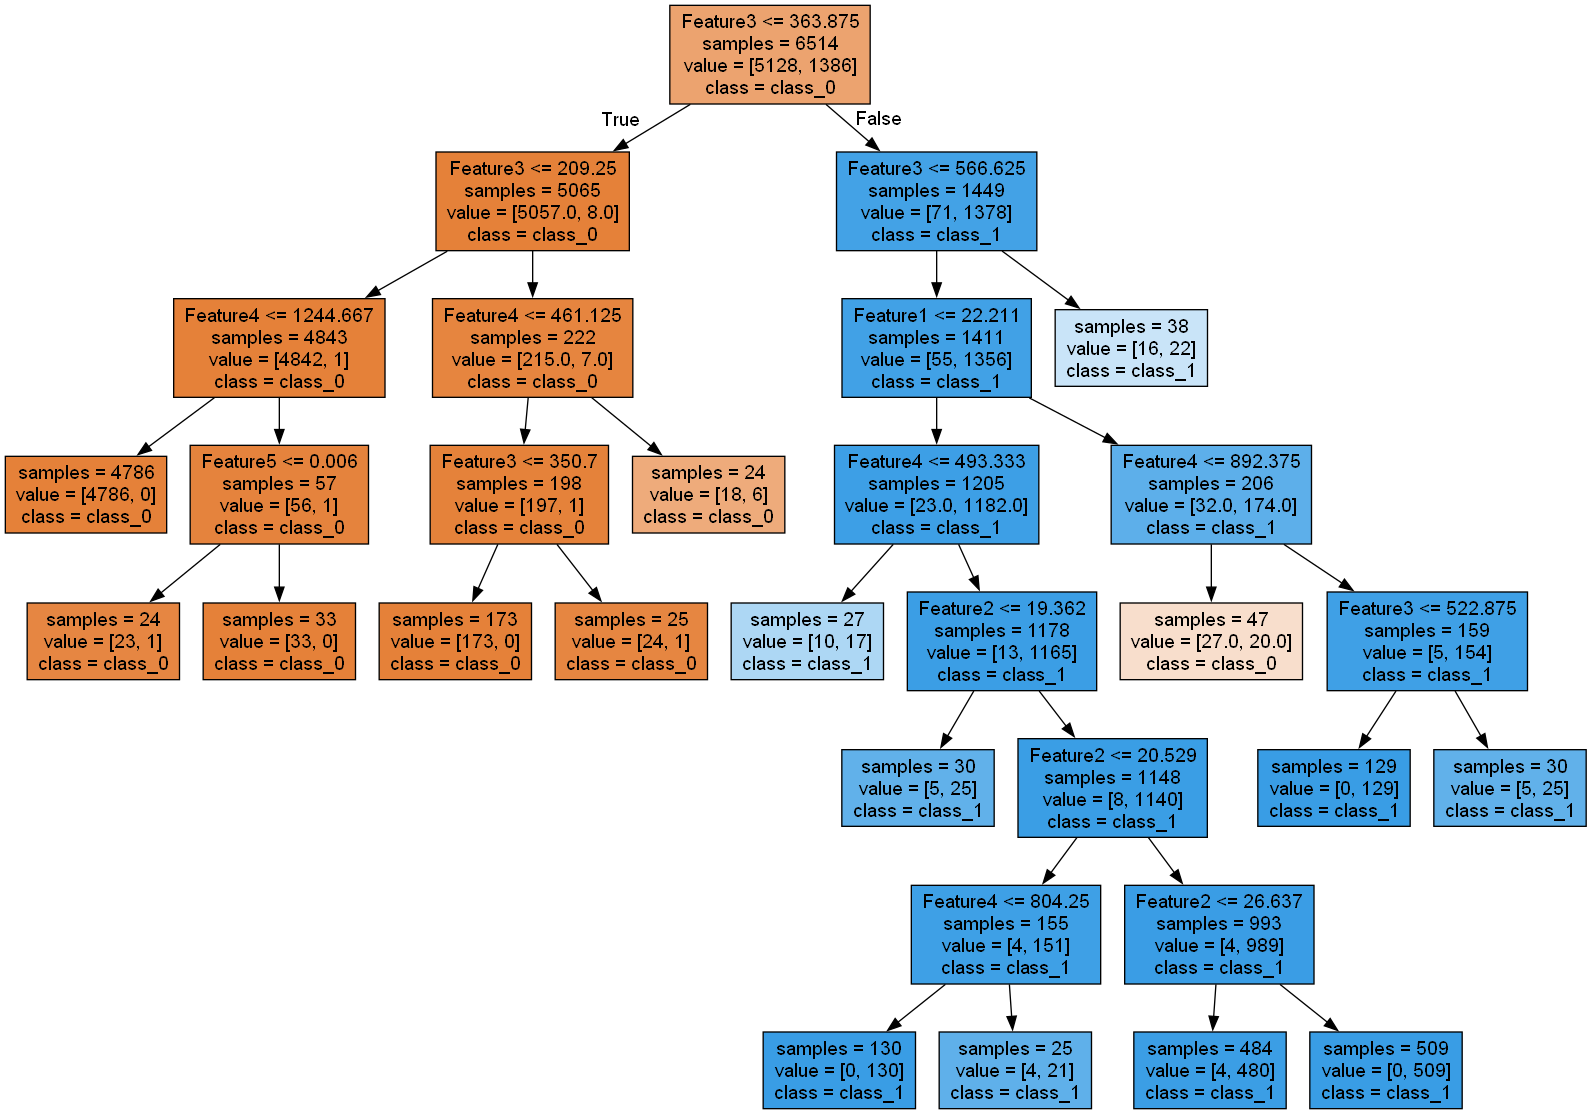 Feature3 <= 363.875
samples = 6514
value = [5128, 1386]
class = class_0
True
False
Feature3 <= 209.25
samples = 5065
value = [5057.0, 8.0]
class = class_0
Feature3 <= 566.625
samples = 1449
value = [71, 1378]
class = class_1
Feature4 <= 1244.667
samples = 4843
value = [4842, 1]
class = class_0
Feature4 <= 461.125
samples = 222
value = [215.0, 7.0]
class = class_0
Feature1 <= 22.211
samples = 1411
value = [55, 1356]
class = class_1
samples = 38
value = [16, 22]
class = class_1
samples = 4786
value = [4786, 0]
class = class_0
Feature5 <= 0.006
samples = 57
value = [56, 1]
class = class_0
Feature3 <= 350.7
samples = 198
value = [197, 1]
class = class_0
samples = 24
value = [18, 6]
class = class_0
Feature4 <= 493.333
samples = 1205
value = [23.0, 1182.0]
class = class_1
Feature4 <= 892.375
samples = 206
value = [32.0, 174.0]
class = class_1
samples = 24
value = [23, 1]
class = class_0
samples = 33
value = [33, 0]
class = class_0
samples = 173
value = [173, 0]
class = class_0
samples = 25
value = [24, 1]
class = class_0
samples = 27
value = [10, 17]
class = class_1
Feature2 <= 19.362
samples = 1178
value = [13, 1165]
class = class_1
samples = 47
value = [27.0, 20.0]
class = class_0
Feature3 <= 522.875
samples = 159
value = [5, 154]
class = class_1
samples = 30
value = [5, 25]
class = class_1
Feature2 <= 20.529
samples = 1148
value = [8, 1140]
class = class_1
samples = 129
value = [0, 129]
class = class_1
samples = 30
value = [5, 25]
class = class_1
Feature4 <= 804.25
samples = 155
value = [4, 151]
class = class_1
Feature2 <= 26.637
samples = 993
value = [4, 989]
class = class_1
samples = 130
value = [0, 130]
class = class_1
samples = 25
value = [4, 21]
class = class_1
samples = 484
value = [4, 480]
class = class_1
samples = 509
value = [0, 509]
class = class_1